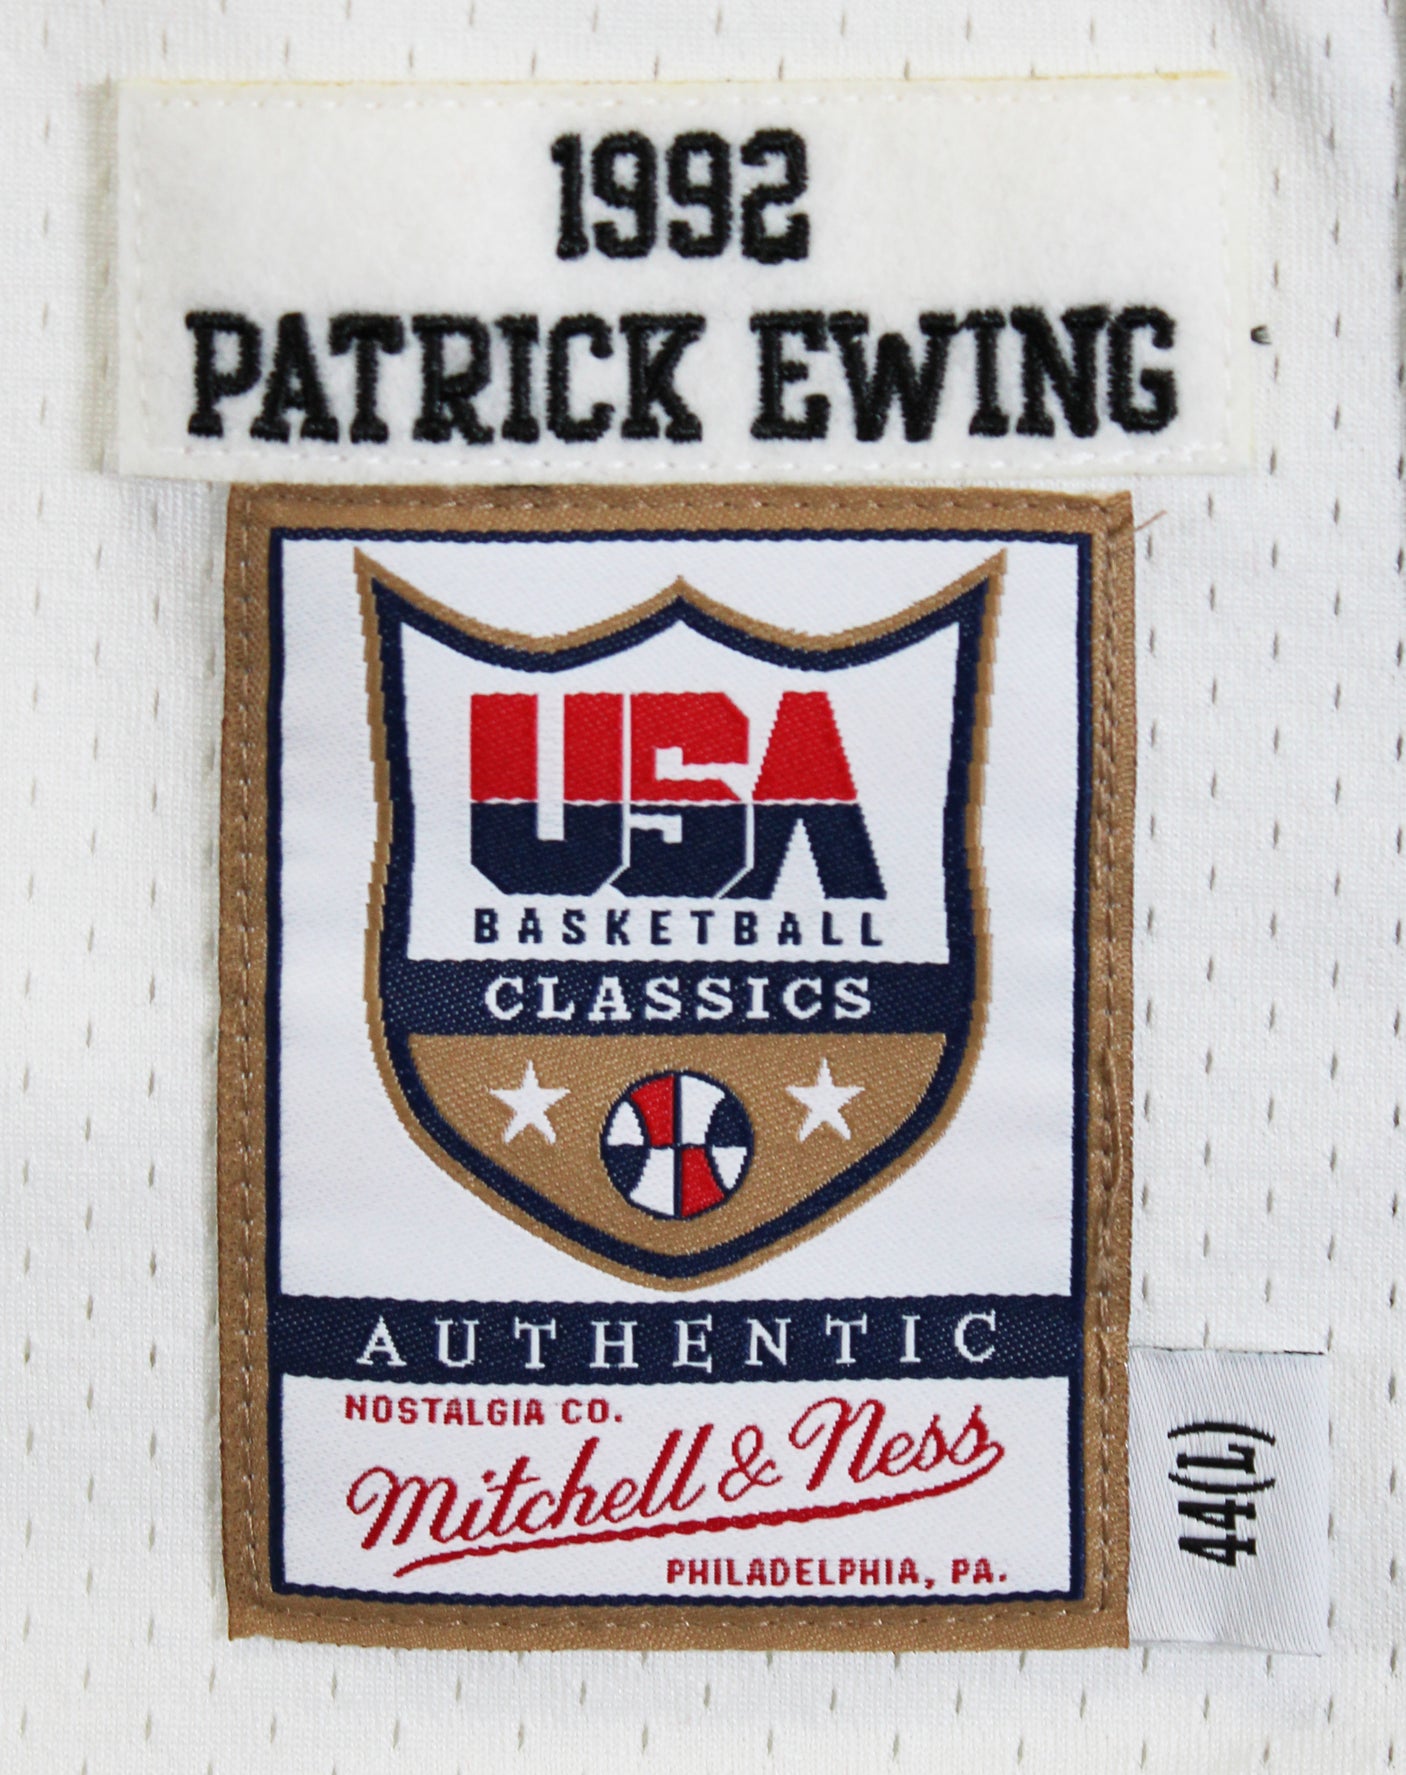 1992
PATRICK EWING
USA
BASKETBALL
CLASSICS
AUTHENTIC
NOSTALGIA CO.
Mitchell & Ness
PHILADELPHIA, PA.
44(L)